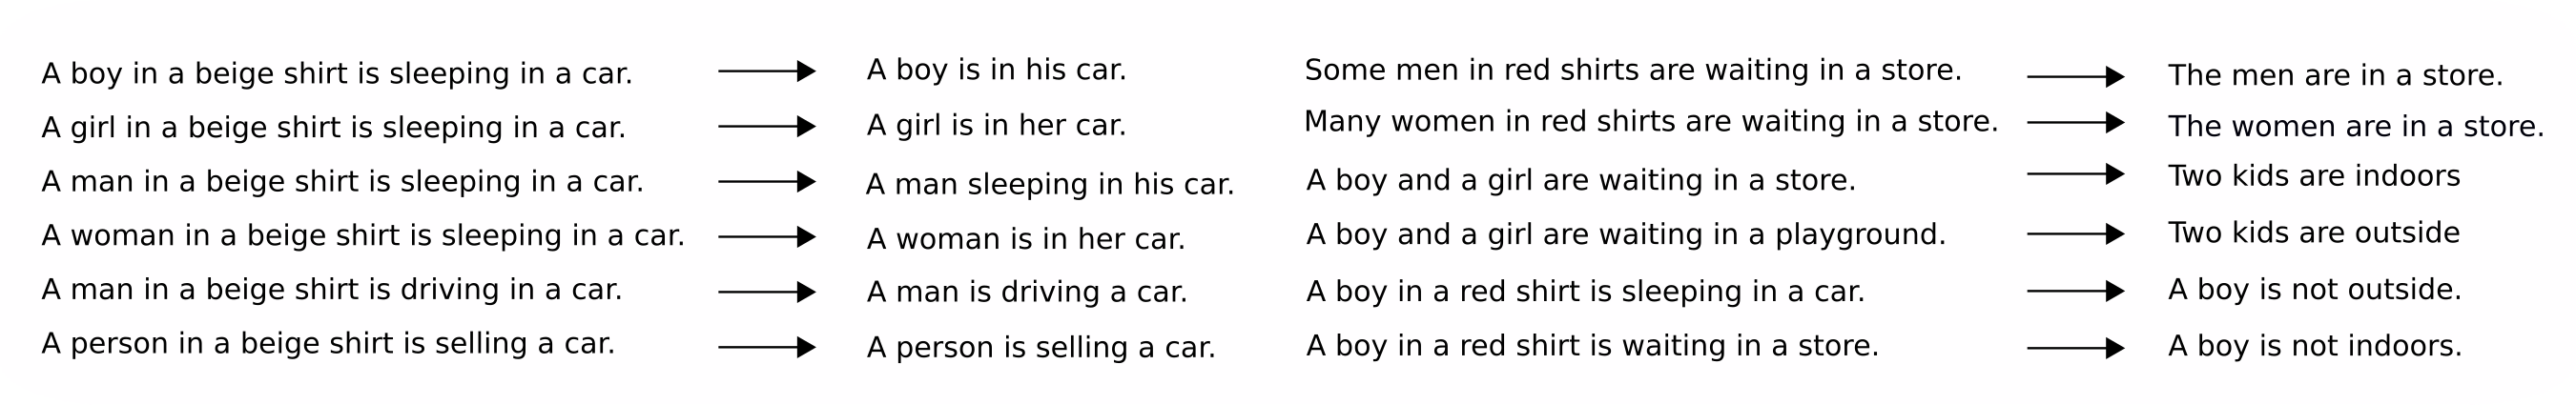 A boy in a beige shirt is sleeping in a car. → A boy is in his car.
A girl in a beige shirt is sleeping in a car. → A girl is in her car.
A man in a beige shirt is sleeping in a car. → A man sleeping in his car.
A woman in a beige shirt is sleeping in a car. → A woman is in her car.
A man in a beige shirt is driving in a car. → A man is driving a car.
A person in a beige shirt is selling a car. → A person is selling a car.
Some men in red shirts are waiting in a store. → The men are in a store.
Many women in red shirts are waiting in a store. → The women are in a store.
A boy and a girl are waiting in a store. → Two kids are indoors
A boy and a girl are waiting in a playground. → Two kids are outside
A boy in a red shirt is sleeping in a car. → A boy is not outside.
A boy in a red shirt is waiting in a store. → A boy is not indoors.